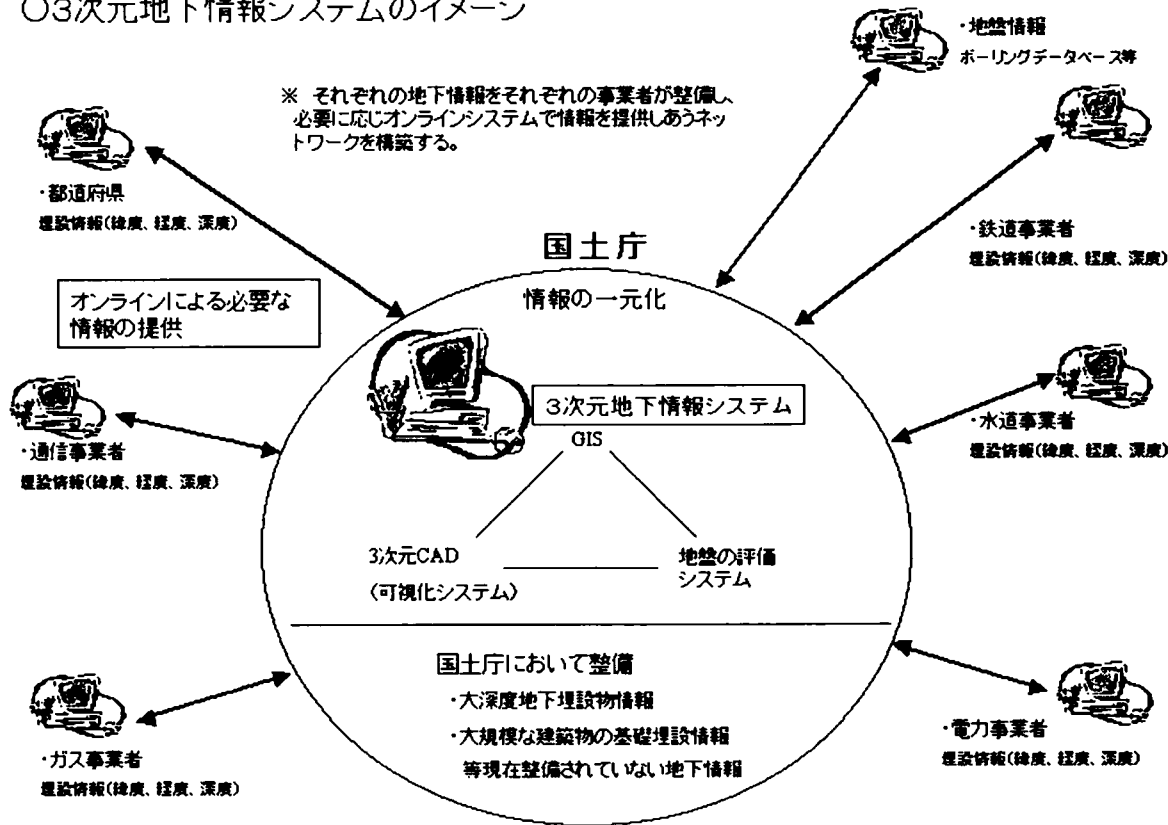 ○3次元地下情報システムのイメージ
・地盤情報
ボーリングデータベース等
※ それぞれの地下情報をそれぞれの事業者が整備し、
必要に応じオンラインシステムで情報を提供しあうネッ
トワークを構築する。
・都道府県
埋設情報(緯度、経度、深度)
・鉄道事業者
埋設情報(緯度、経度、深度)
国土庁
情報の一元化
オンラインによる必要な
情報の提供
3次元地下情報システム
GIS
・通信事業者
埋設情報(緯度、経度、深度)
・水道事業者
埋設情報(緯度、経度、深度)
3次元CAD
(可視化システム)
地盤の評価
システム
国土庁において整備
・大深度地下埋設物情報
・大規模な建築物の基礎埋設情報
等現在整備されていない地下情報
・ガス事業者
埋設情報(緯度、経度、深度)
・電力事業者
埋設情報(緯度、経度、深度)